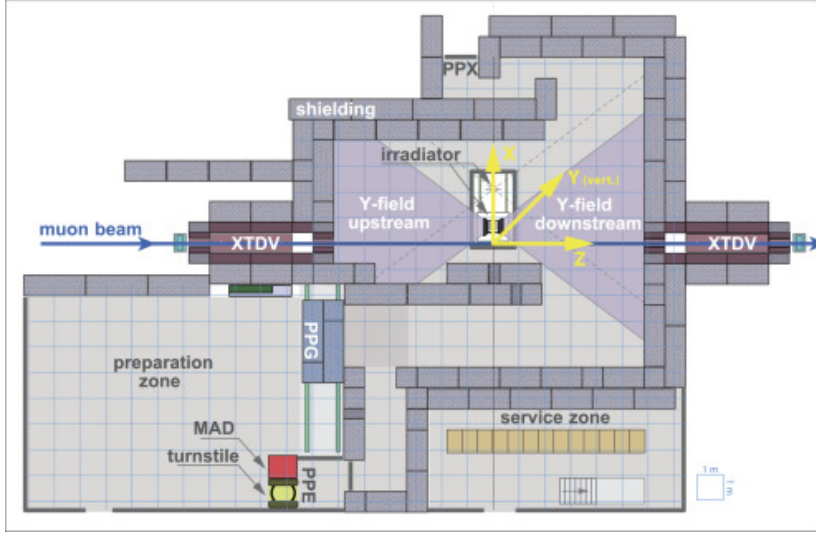 PPX
shielding
irradiator
X
Y (vert.)
Y-field
upstream
Y-field
downstream
muon beam
XTDV
XTDV
Z
PPG
preparation
zone
MAD
service zone
turnstile
PPE
1 m
1 m